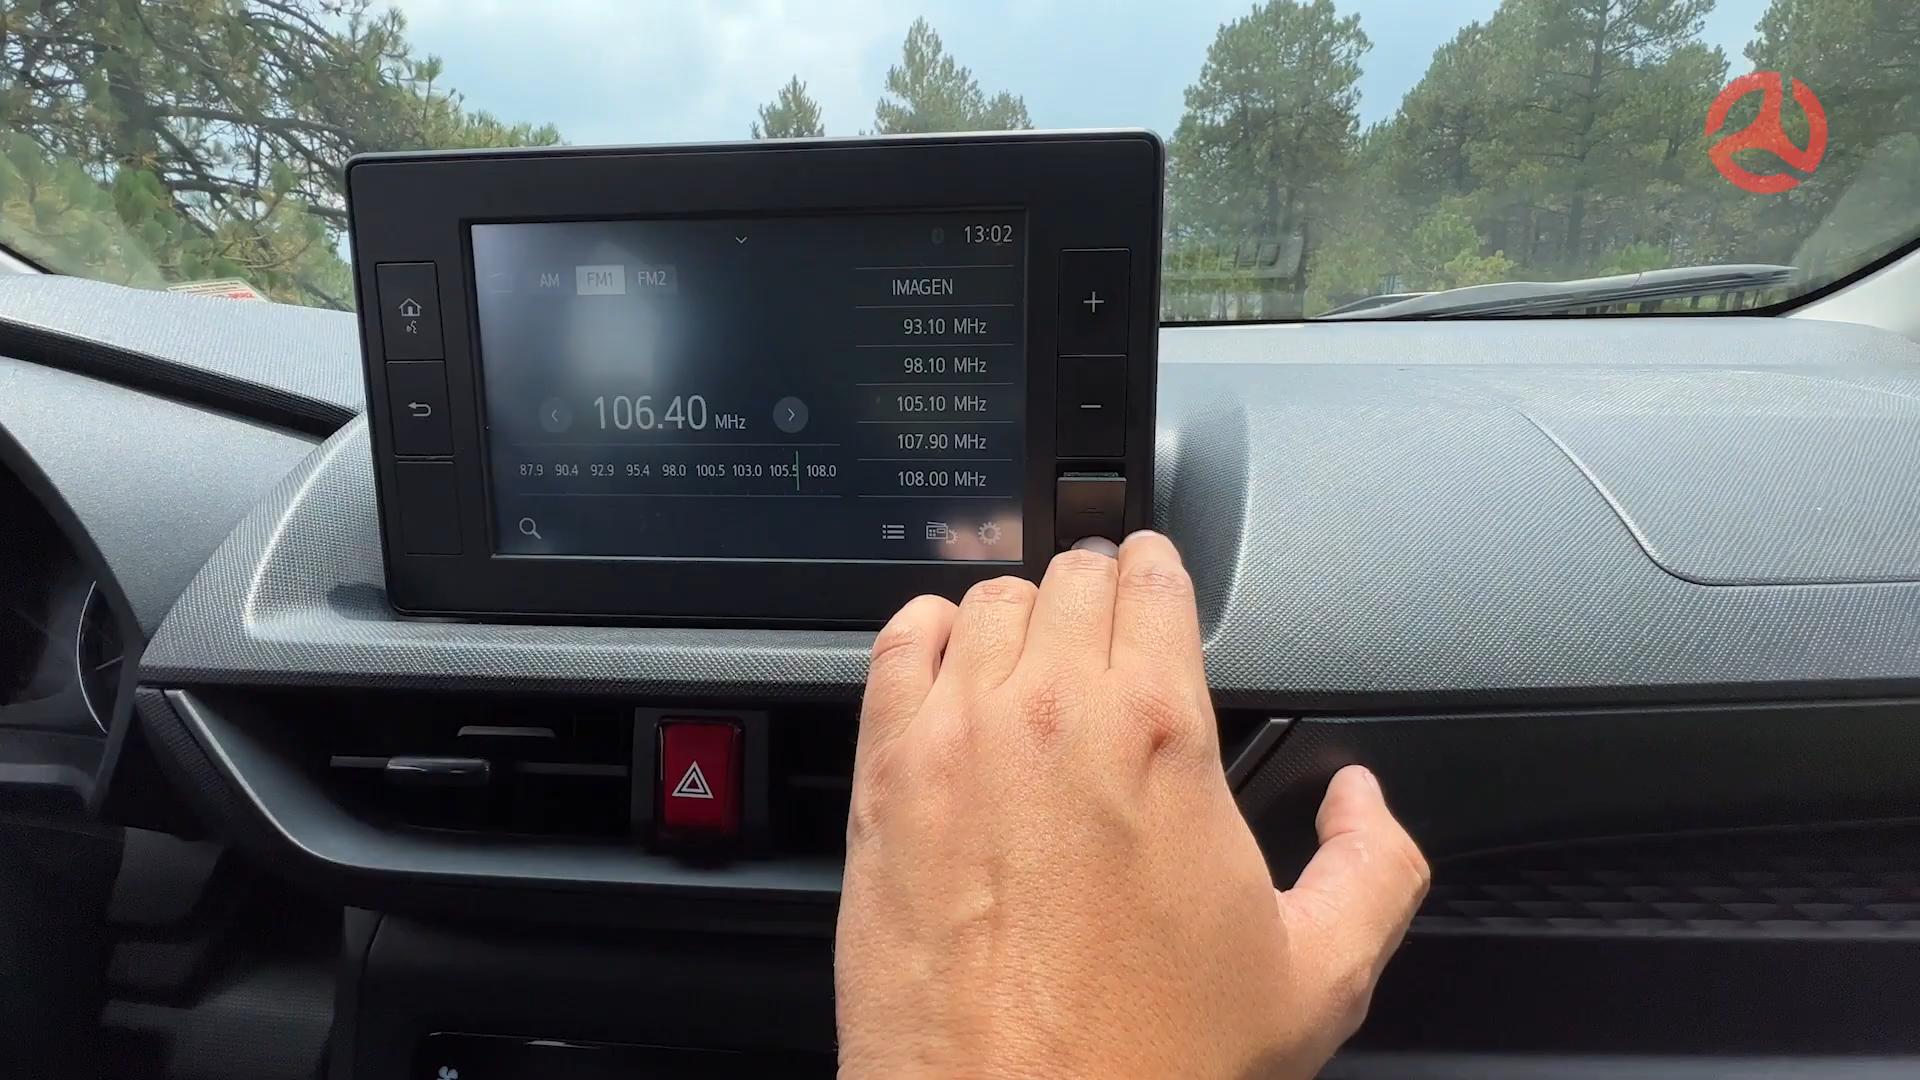 13:02
AM FM1 FM2
IMAGEN
93.10 MHz
98.10 MHz
105.10 MHz
107.90 MHz
108.00 MHz
106.40 MHz
87.9 90.4 92.9 95.4 98.0 100.5 103.0 105.5 108.0